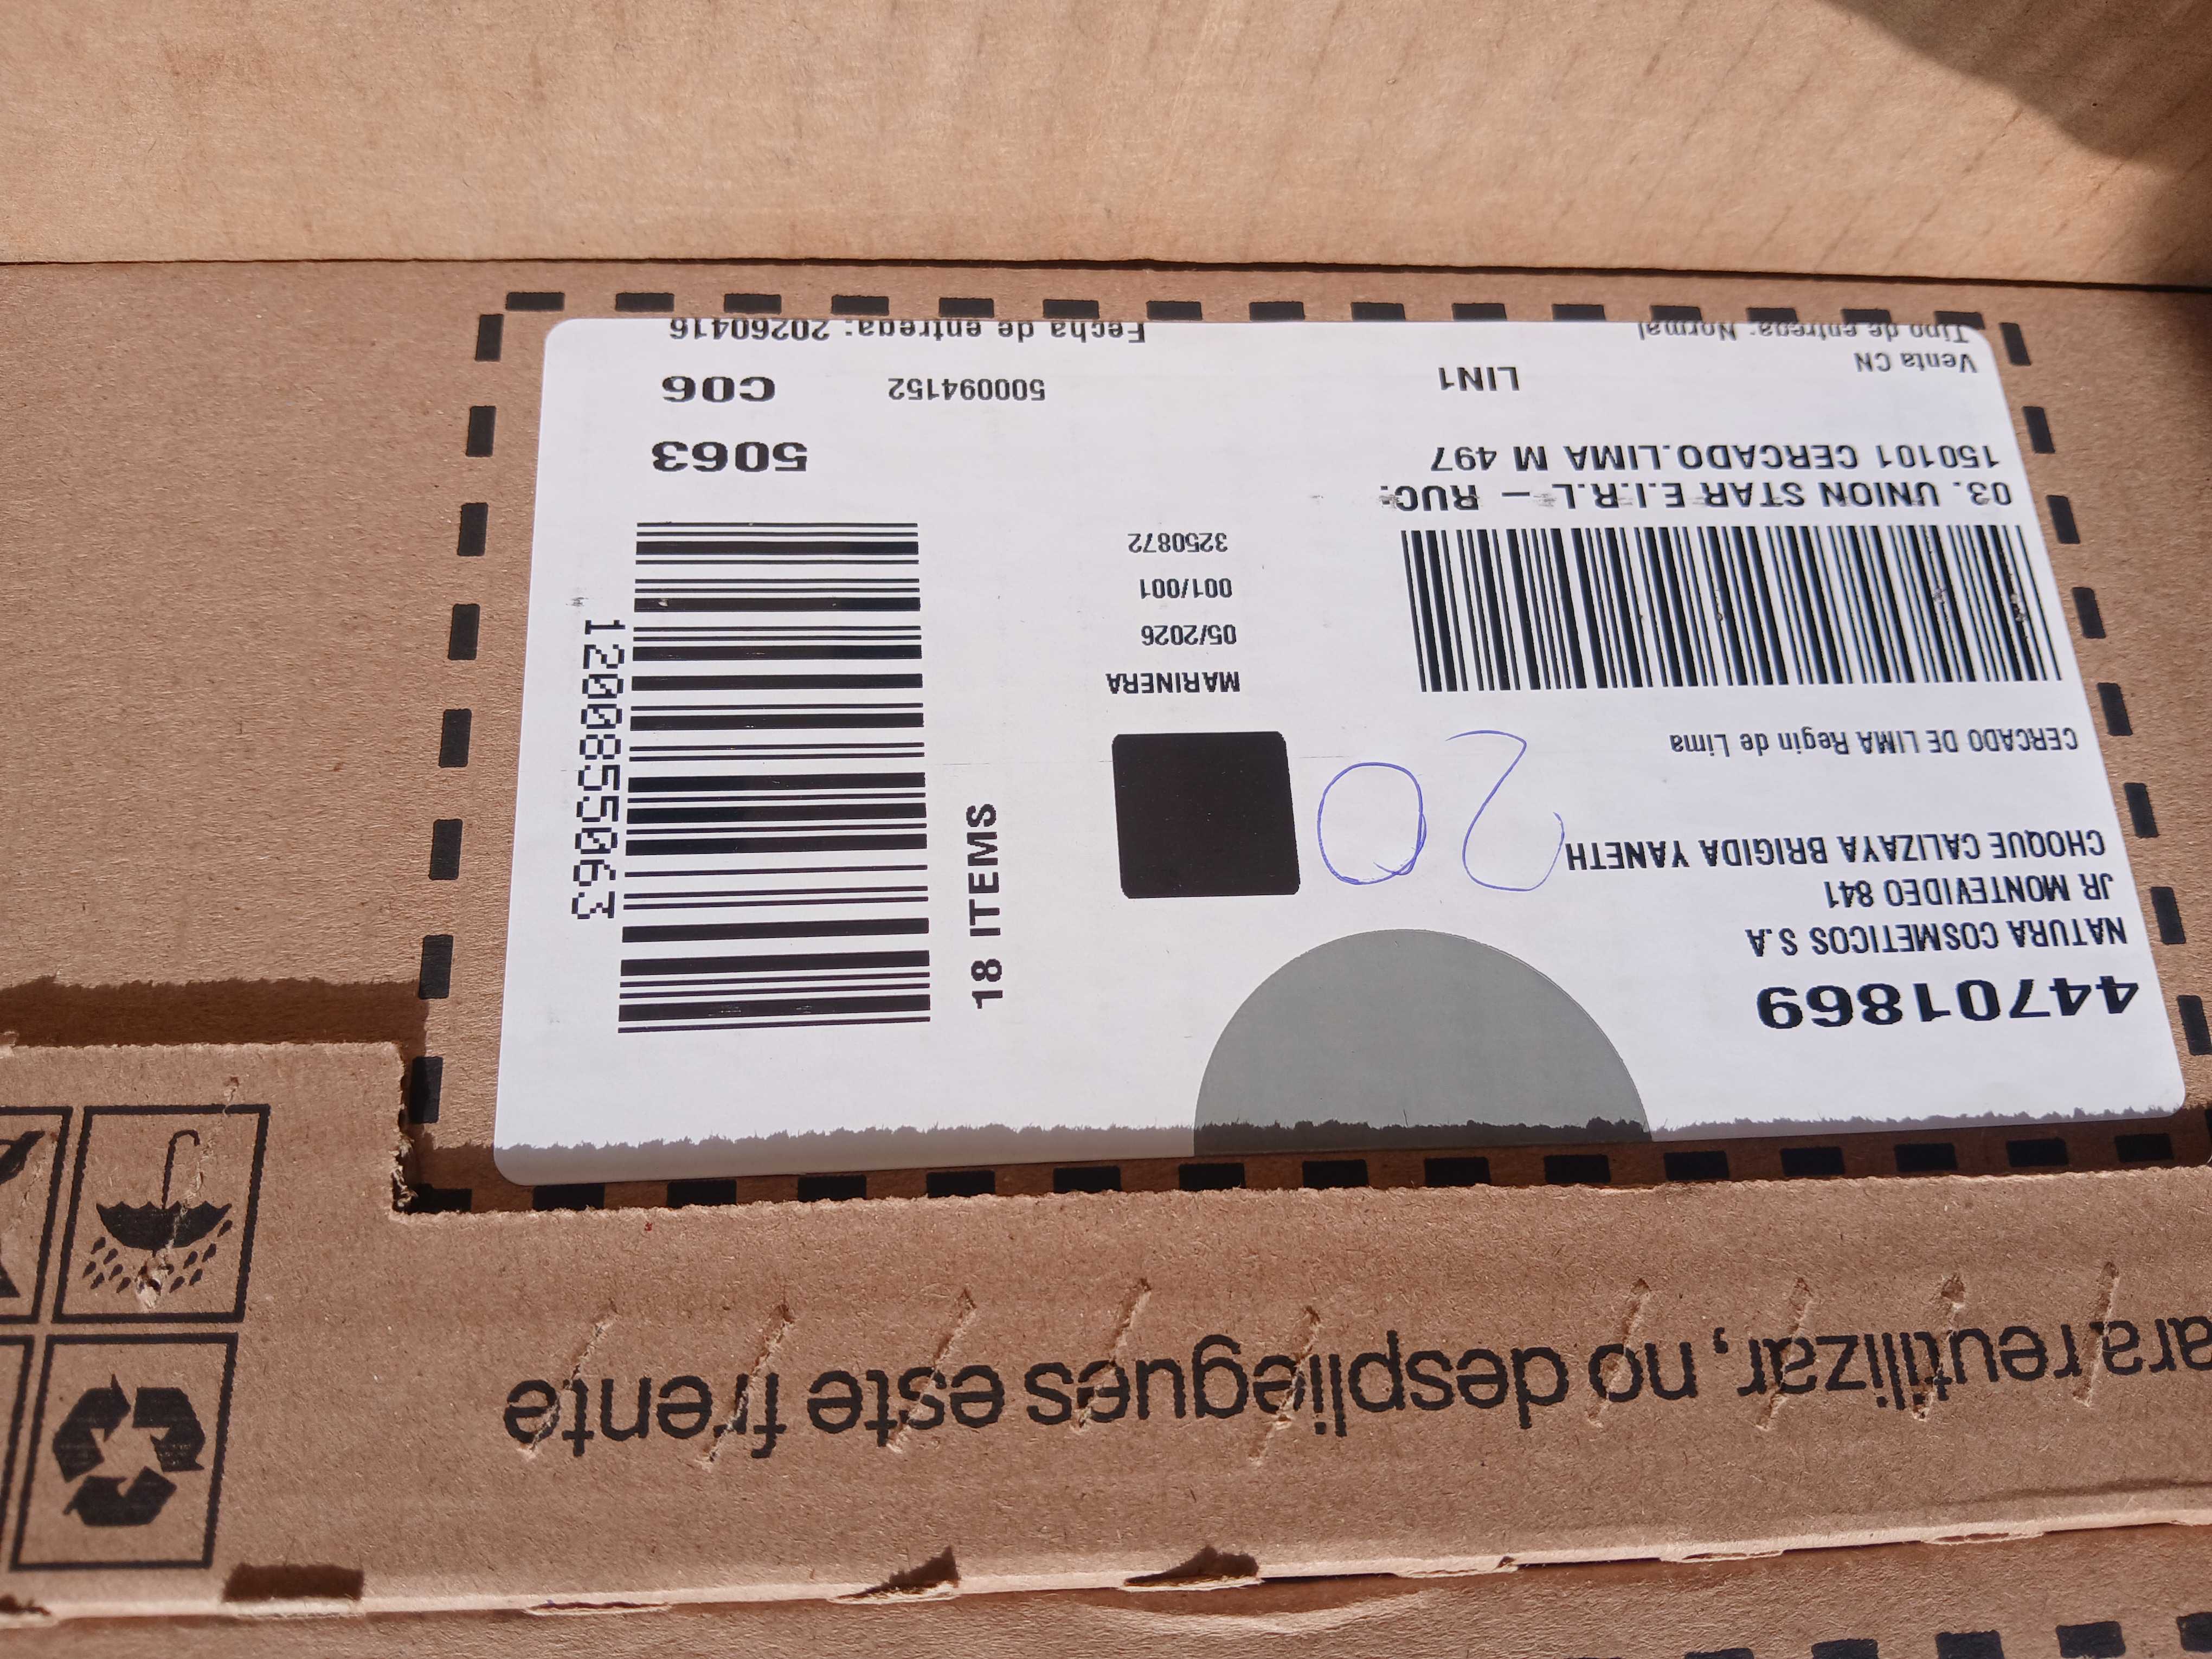 44701869
NATURA COSMETICOS S.A
JR MONTEVIDEO 841
CHOQUE CALIZAYA BRIGIDA YANETH
CERCADO DE LIMA Regin de Lima
20
03. UNION STAR E.I.R.L - RUC:
150101 CERCADO.LIMA M 497
Venta CN
LIN1
Tipo de entrega: Normal
MARINERA
05/2026
001/001
3250872
18 ITEMS
1200855063
5063
500094152
C06
Fecha de entrega: 20260416
ara reutilizar, no despliegues este frente